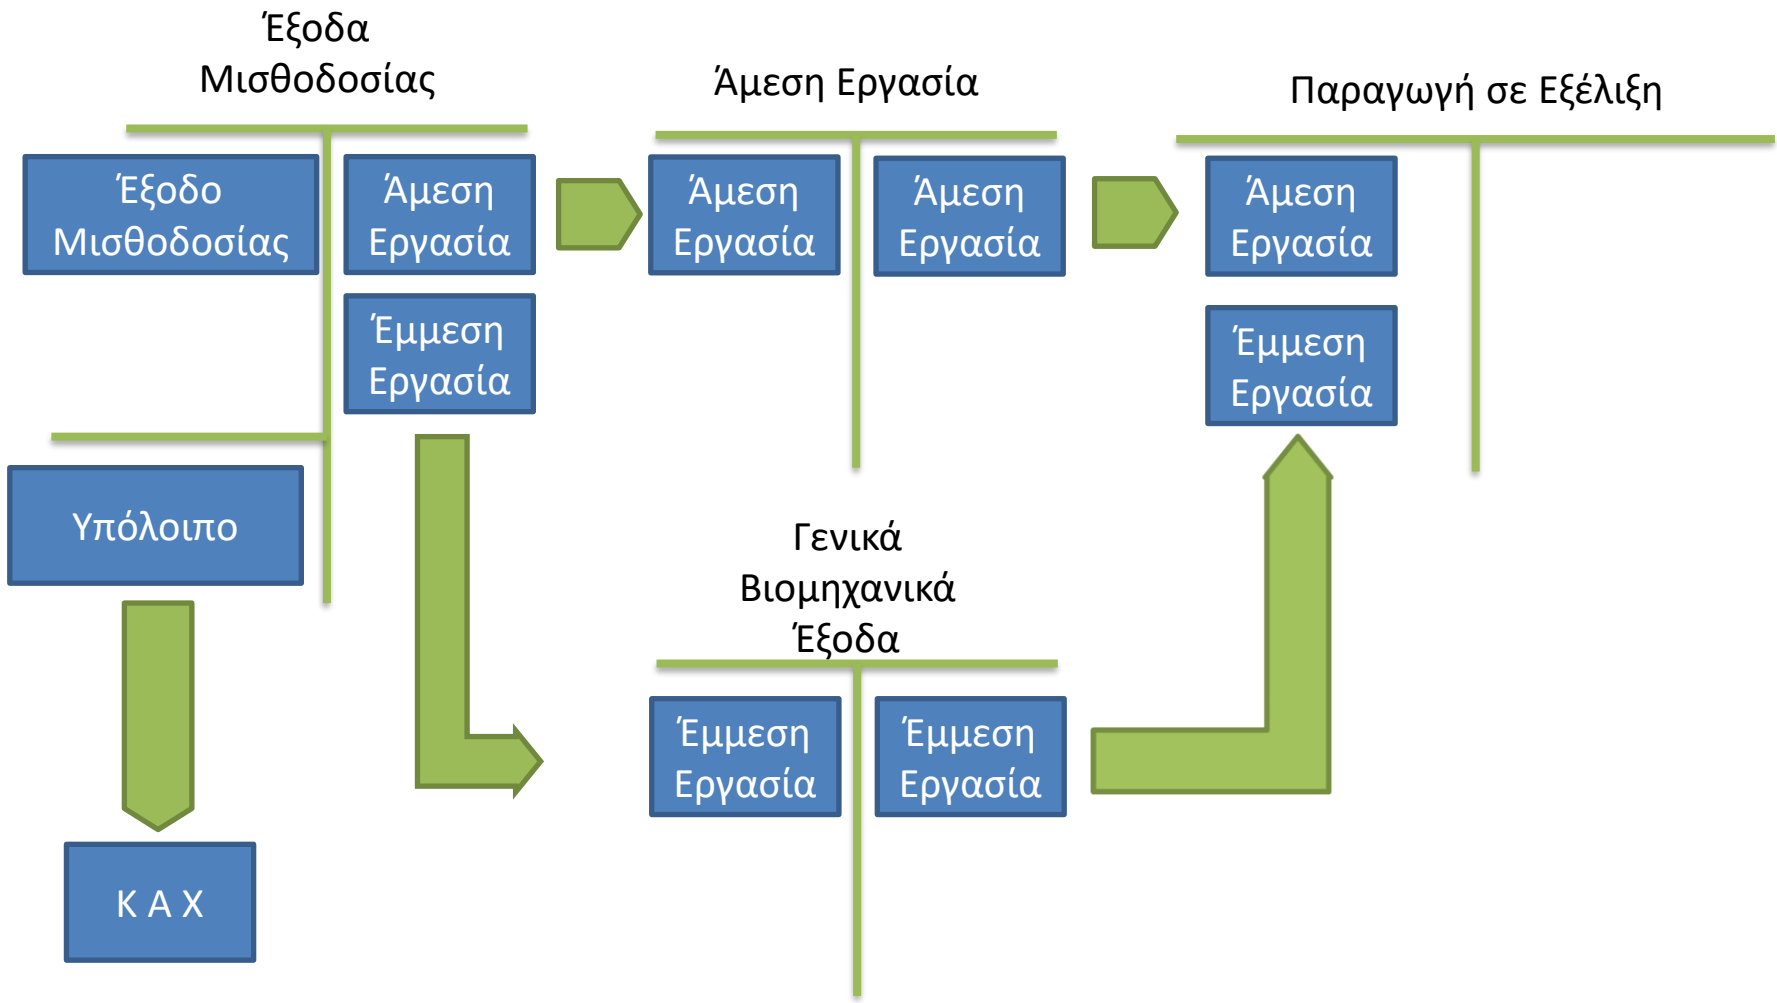 Έξοδα
Μισθοδοσίας
Άμεση Εργασία
Παραγωγή σε Εξέλιξη
Έξοδο
Μισθοδοσίας
Άμεση
Εργασία
Άμεση
Εργασία
Άμεση
Εργασία
Άμεση
Εργασία
Έμμεση
Εργασία
Έμμεση
Εργασία
Υπόλοιπο
Γενικά
Βιομηχανικά
Έξοδα
Έμμεση
Εργασία
Έμμεση
Εργασία
Κ Α Χ